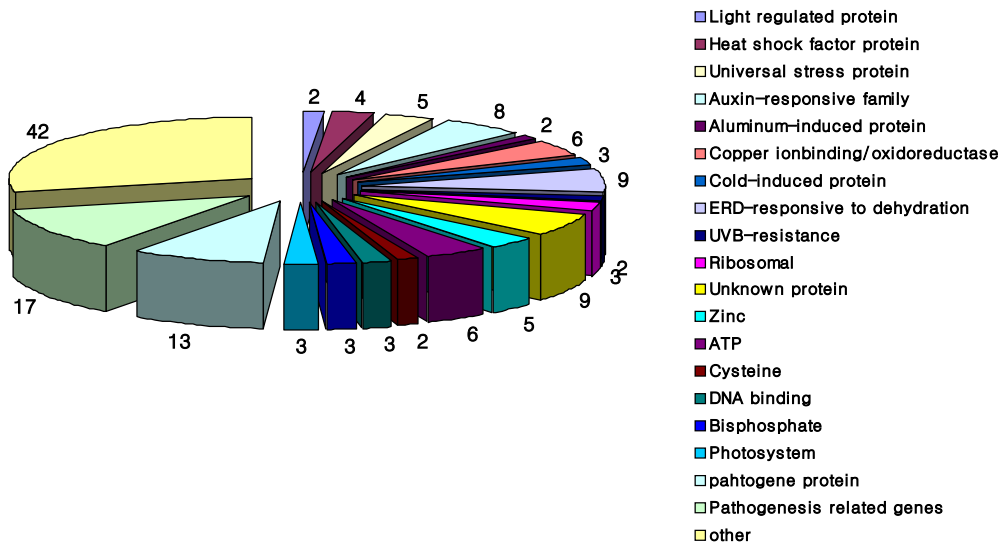 2
4
5
8
2
6
3
9
2
3
9
5
6
2
3
3
3
13
17
42
Light regulated protein
Heat shock factor protein
Universal stress protein
Auxin-responsive family
Aluminum-induced protein
Copper ionbinding/oxidoreductase
Cold-induced protein
ERD-responsive to dehydration
UVB-resistance
Ribosomal
Unknown protein
Zinc
ATP
Cysteine
DNA binding
Bisphosphate
Photosystem
pahtogene protein
Pathogenesis related genes
other